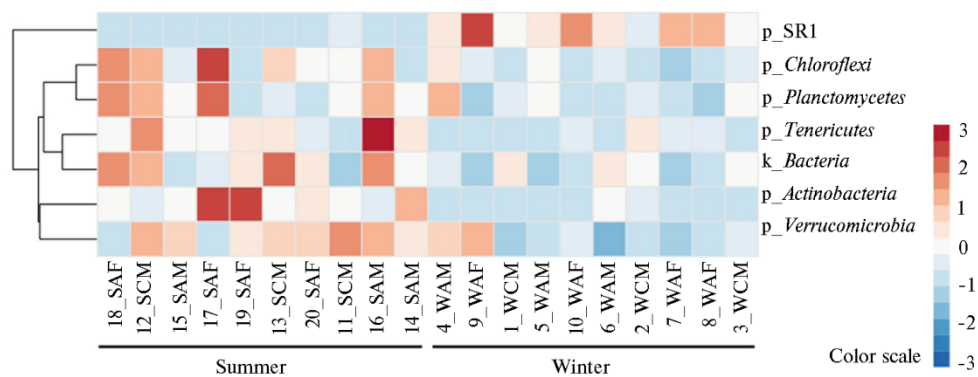 p_SR1
p_Chloroflexi
p_Planctomycetes
p_Tenericutes
k_Bacteria
p_Actinobacteria
p_Verrucomicrobia
3
2
1
0
-1
-2
-3
Color scale
18_SAF
12_SCM
15_SAM
17_SAF
19_SAF
13_SCM
20_SAF
11_SCM
16_SAM
14_SAM
4_WAM
9_WAF
1_WCM
5_WAM
10_WAF
6_WAM
2_WCM
7_WAF
8_WAF
3_WCM
Summer
Winter